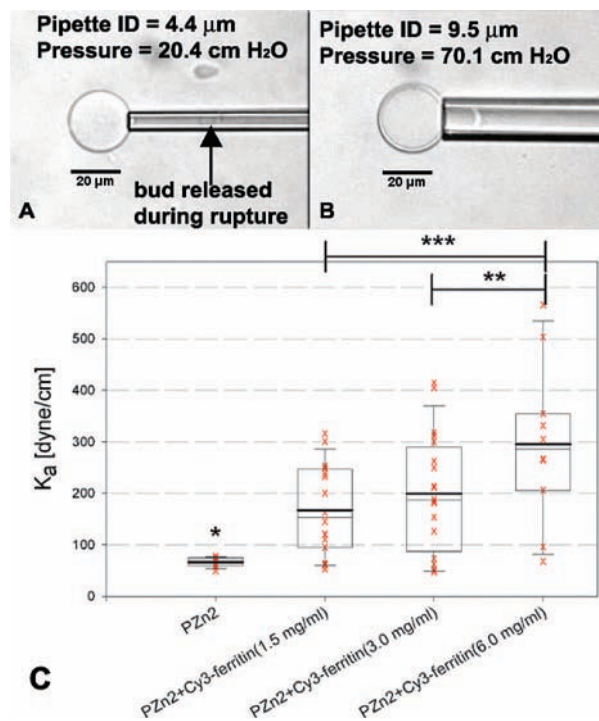 Pipette ID = 4.4 µm
Pressure = 20.4 cm H₂O
20 µm
bud released
during rupture
A
Pipette ID = 9.5 µm
Pressure = 70.1 cm H₂O
20 µm
B
***
**
600
500
400
300
200
100
0
Kₐ [dyne/cm]
*
PZn2
PZn2+Cy3-ferritin(1.5 mg/ml)
PZn2+Cy3-ferritin(3.0 mg/ml)
PZn2+Cy3-ferritin(6.0 mg/ml)
C